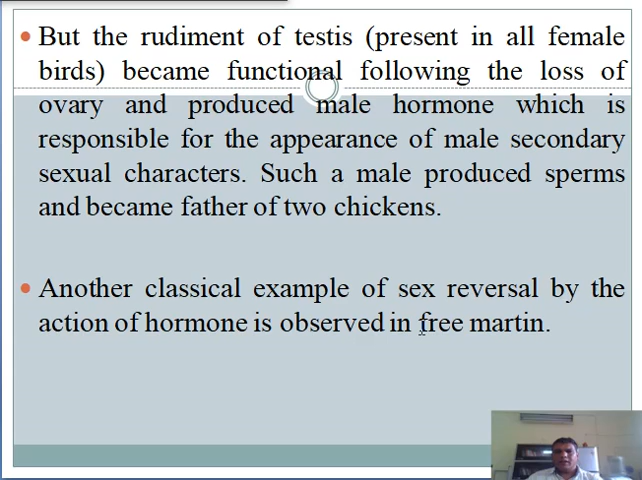 But the rudiment of testis (present in all female
birds) became functional following the loss of
ovary and produced male hormone which is
responsible for the appearance of male secondary
sexual characters. Such a male produced sperms
and became father of two chickens.
Another classical example of sex reversal by the
action of hormone is observed in free martin.